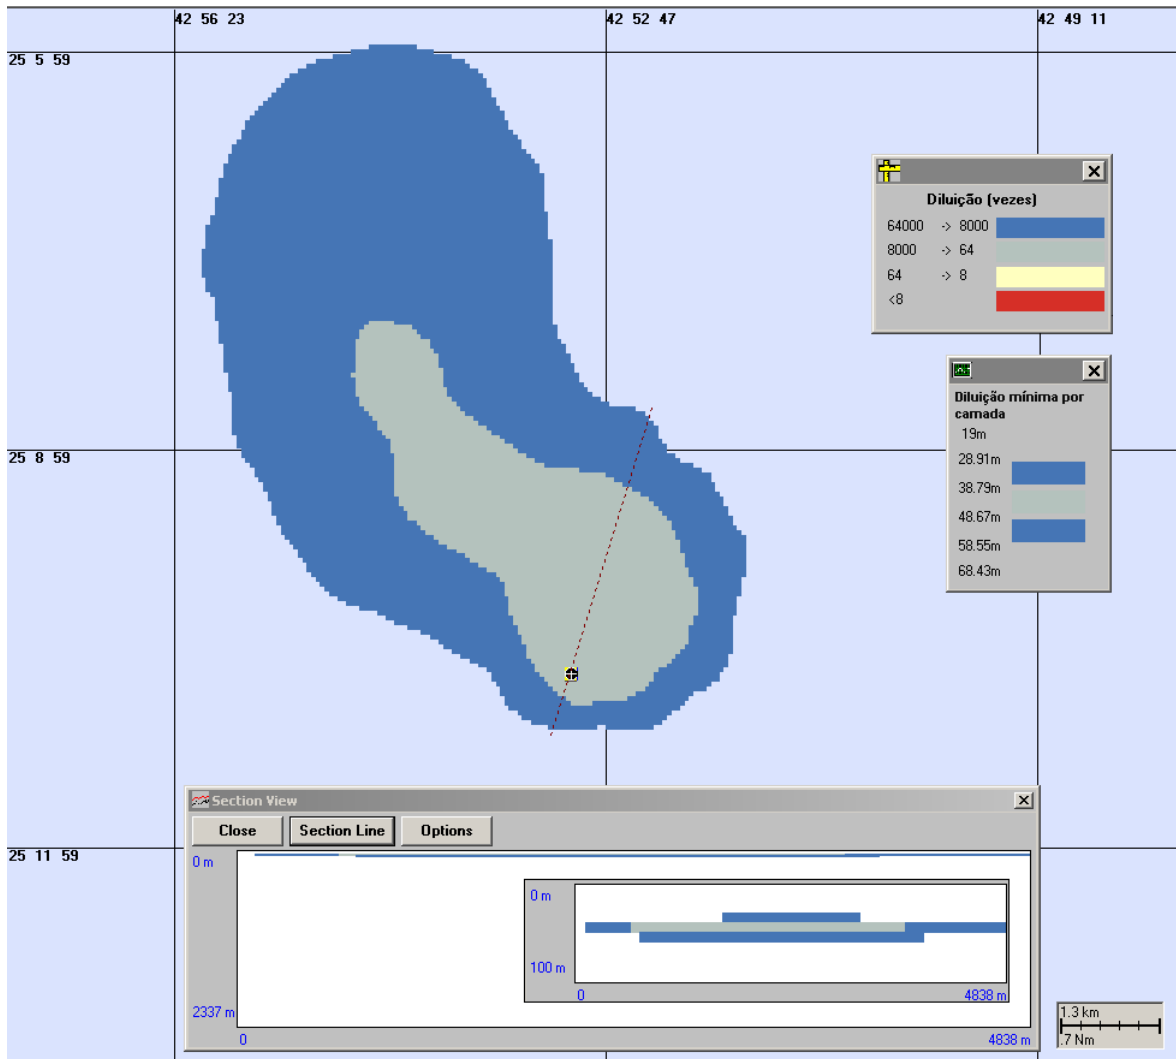 42 56 23
42 52 47
42 49 11
25 5 59
25 8 59
25 11 59
Diluição (vezes)
64000 -> 8000
8000 -> 64
64 -> 8
<8
Diluição mínima por
camada
19m
28.91m
38.79m
48.67m
58.55m
68.43m
Section View
Close
Section Line
Options
0 m
2337 m
0
4838 m
0 m
100 m
0
4838 m
1.3 km
.7 Nm